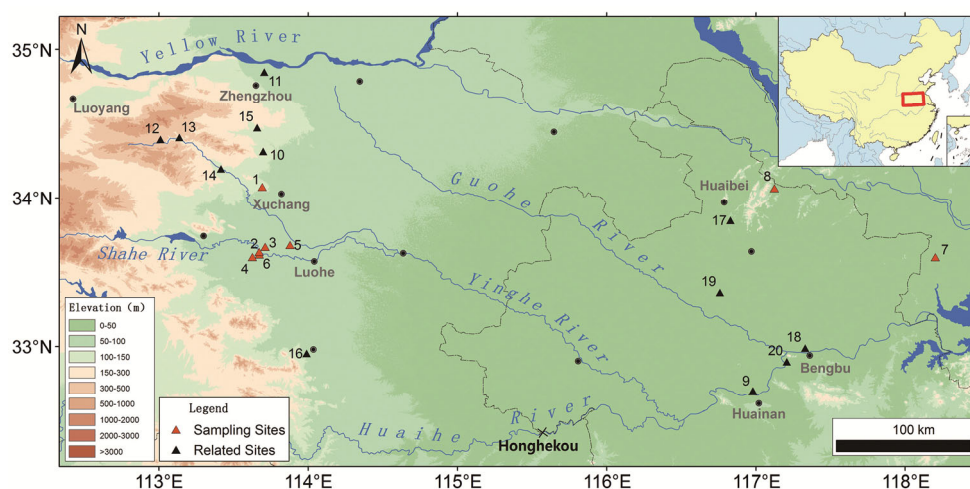 N
35°N
34°N
33°N
Yellow River
Luoyang
Zhengzhou
11
15
12
13
10
14
1
Xuchang
Shahe River
2
3
4
6
5
Luohe
16
Guohe River
Yinghe River
Huaihe River
Honghekou
Huaibei
8
17
7
19
18
20
Bengbu
9
Huainan
Elevation (m)
0-50
50-100
100-150
150-300
300-500
500-1000
1000-2000
2000-3000
>3000
Legend
Sampling Sites
Related Sites
100 km
113°E
114°E
115°E
116°E
117°E
118°E